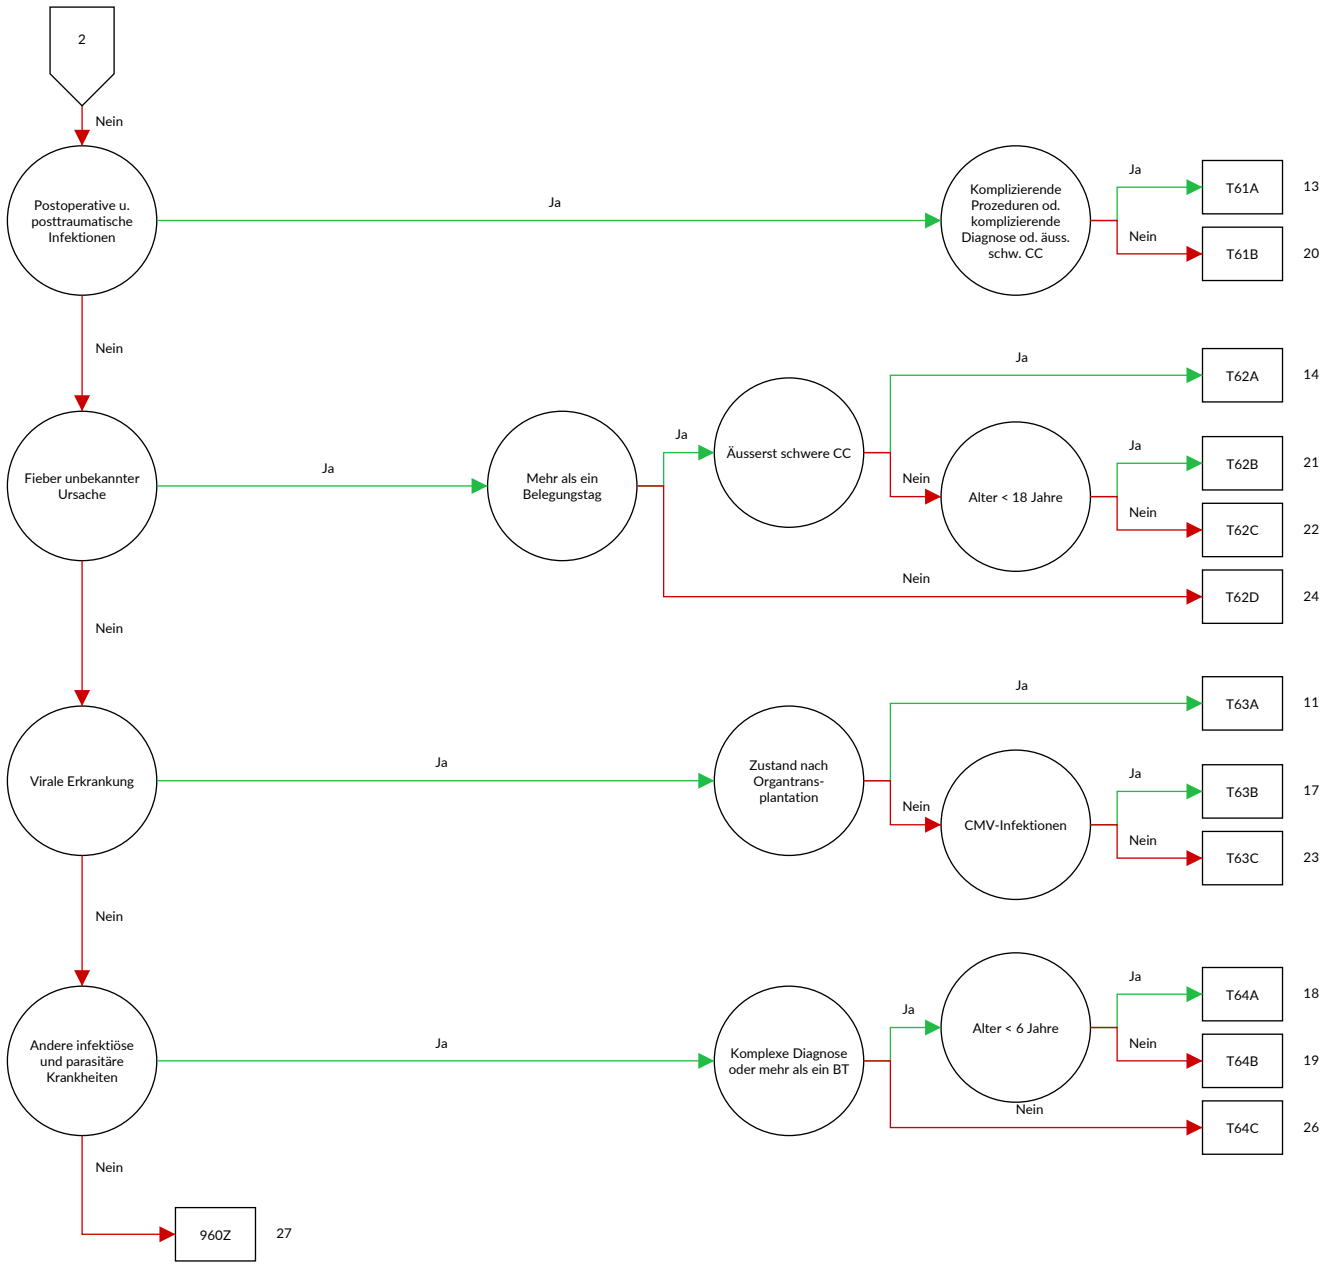 2
Nein
Postoperative u.
posttraumatische
Infektionen
Ja
Komplizierende
Prozeduren od.
komplizierende
Diagnose od. äuss.
schw. CC
Ja
T61A
13
Nein
T61B
20
Nein
Fieber unbekannter
Ursache
Ja
Mehr als ein
Belegungstag
Ja
Äusserst schwere CC
Ja
T62A
14
Nein
Alter < 18 Jahre
Ja
T62B
21
Nein
T62C
22
Nein
T62D
24
Nein
Virale Erkrankung
Ja
Zustand nach
Organtrans-
plantation
Ja
T63A
11
Nein
CMV-Infektionen
Ja
T63B
17
Nein
T63C
23
Nein
Andere infektiöse
und parasitäre
Krankheiten
Ja
Komplexe Diagnose
oder mehr als ein BT
Ja
Alter < 6 Jahre
Ja
T64A
18
Nein
T64B
19
Nein
T64C
26
Nein
960Z
27